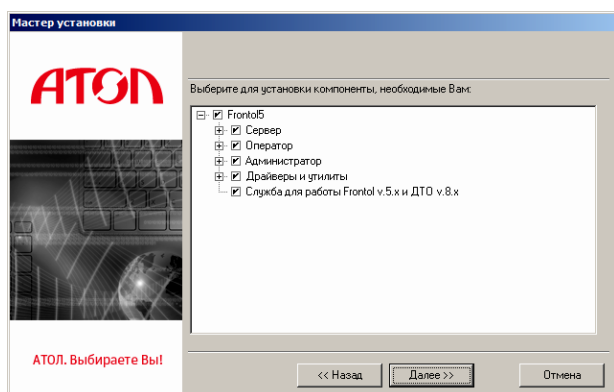 Мастер установки
АТОЛ
Выберите для установки компоненты, необходимые Вам:
Frontol5
Сервер
Оператор
Администратор
Драйверы и утилиты
Служба для работы Frontol v.5.x и ДТО v.8.x
АТОЛ. Выбираете Вы!
<< Назад
Далее >>
Отмена